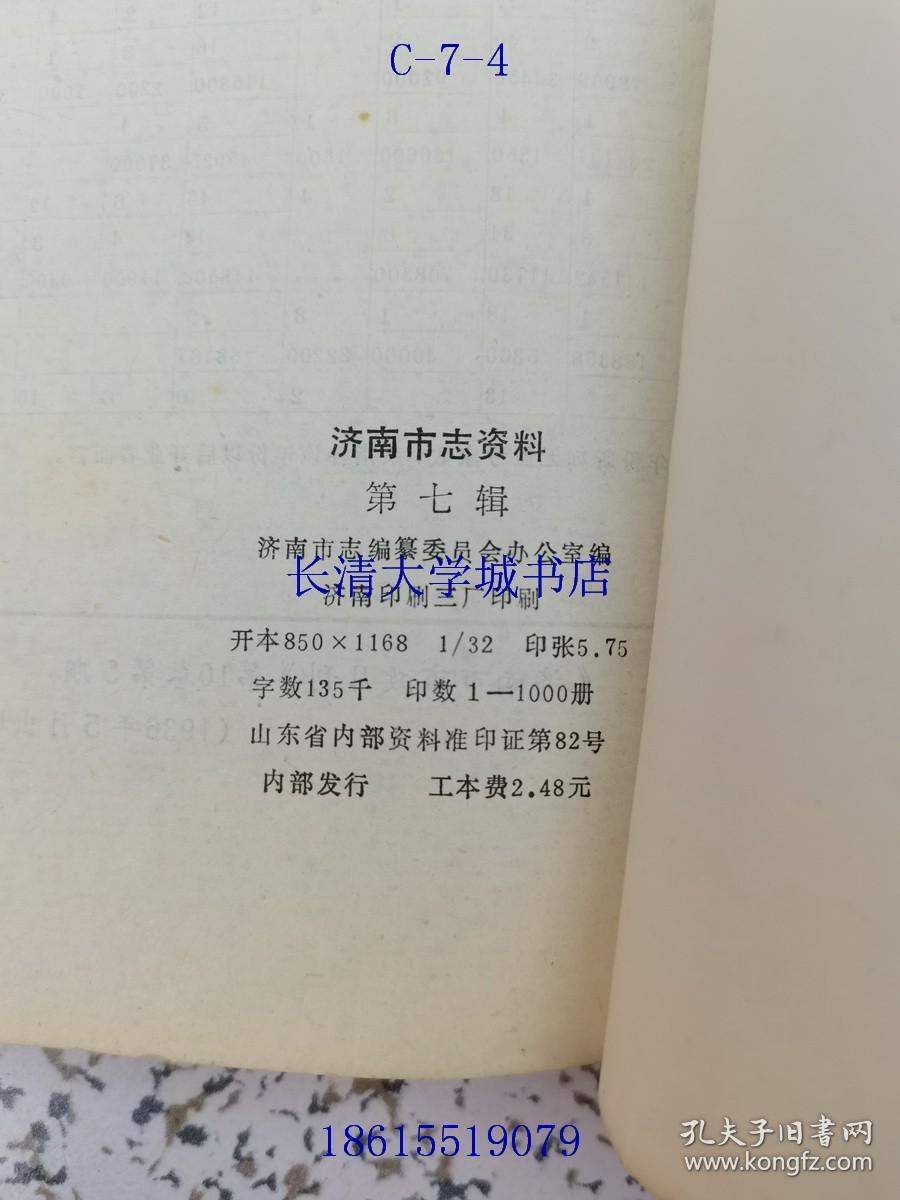 C-7-4
济南市志资料
第七辑
济南市志编纂委员会办公室编
长清大学城书店
济南印刷三厂印刷
开本850×1168 1/32 印张5.75
字数135千 印数1—1000册
山东省内部资料准印证第82号
内部发行 工本费2.48元
18615519079
孔夫子旧书网
www.kongfz.com